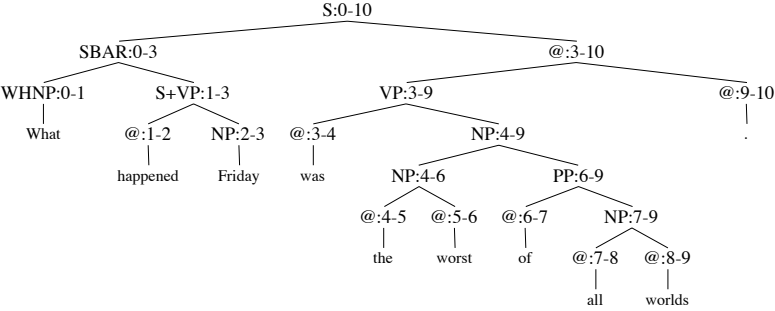 S:0-10
SBAR:0-3 @:3-10
WHNP:0-1 S+VP:1-3 VP:3-9 @:9-10
What @:1-2 NP:2-3 @:3-4 NP:4-9 .
happened Friday was NP:4-6 PP:6-9
@:4-5 @:5-6 @:6-7 NP:7-9
the worst of @:7-8 @:8-9
all worlds